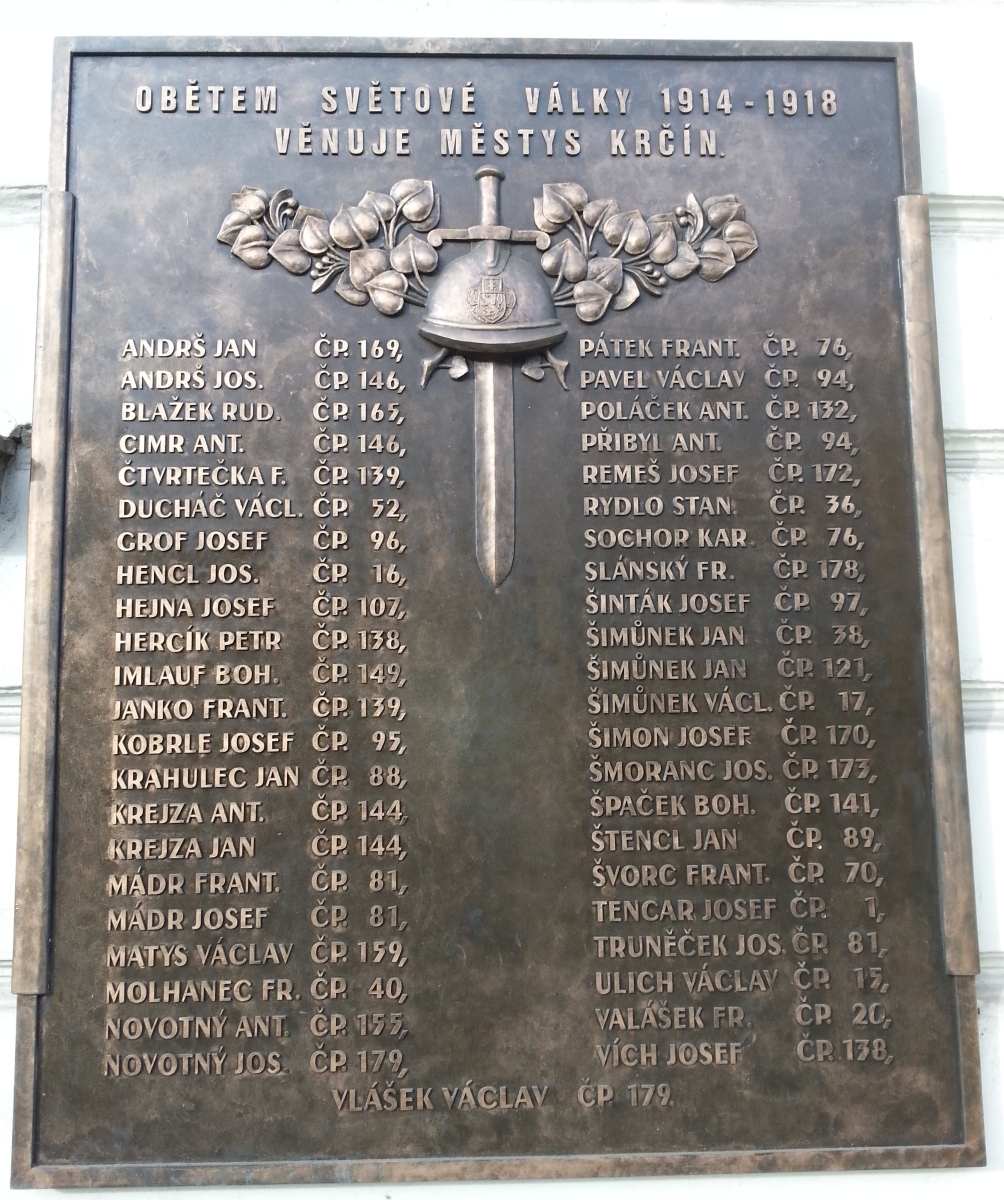 OBĚTEM SVĚTOVÉ VÁLKY 1914-1918
VĚNUJE MĚSTYS KRČÍN.
ANDRŠ JAN ČP. 169,
ANDRŠ JOS. ČP. 146,
BLAŽEK RUD. ČP. 165,
CIMR ANT. ČP. 146,
ČTVRTEČKA F. ČP. 139,
DUCHÁČ VÁCL. ČP. 52,
GROF JOSEF ČP. 96,
HENCL JOS. ČP. 16,
HEJNA JOSEF ČP. 107,
HERCÍK PETR ČP. 138,
IMLAUF BOH. ČP. 149,
JANKO FRANT. ČP. 139,
KOBRLE JOSEF ČP. 95,
KRAHULEC JAN ČP. 88,
KREJZA ANT. ČP. 144,
KREJZA JAN ČP. 144,
MÁDR FRANT. ČP. 81,
MÁDR JOSEF ČP. 81,
MATYS VÁCLAV ČP. 159,
MOLHANEC FR. ČP. 40,
NOVOTNÝ ANT. ČP. 155,
NOVOTNÝ JOS. ČP. 179,
PÁTEK FRANT. ČP. 76,
PAVEL VÁCLAV ČP. 94,
POLÁČEK ANT. ČP. 132,
PŘIBYL ANT. ČP. 94,
REMEŠ JOSEF ČP. 172,
RYDLO STAN. ČP. 36,
SOCHOR KAR. ČP. 76,
SLÁNSKÝ FR. ČP. 178,
ŠINTÁK JOSEF ČP. 97,
ŠIMŮNEK JAN ČP. 38,
ŠIMŮNEK JAN ČP. 121,
ŠIMŮNEK VÁCL. ČP. 17,
ŠIMON JOSEF ČP. 170,
ŠMORANC JOS. ČP. 173,
ŠPAČEK BOH. ČP. 141,
ŠTENCL JAN ČP. 89,
ŠVORC FRANT. ČP. 70,
TENCAR JOSEF ČP. 1,
TRUNĚČEK JOS. ČP. 81,
ULICH VÁCLAV ČP. 15,
VALÁŠEK FR. ČP. 20,
VÍCH JOSEF ČP. 138,
VLÁŠEK VÁCLAV ČP. 179.